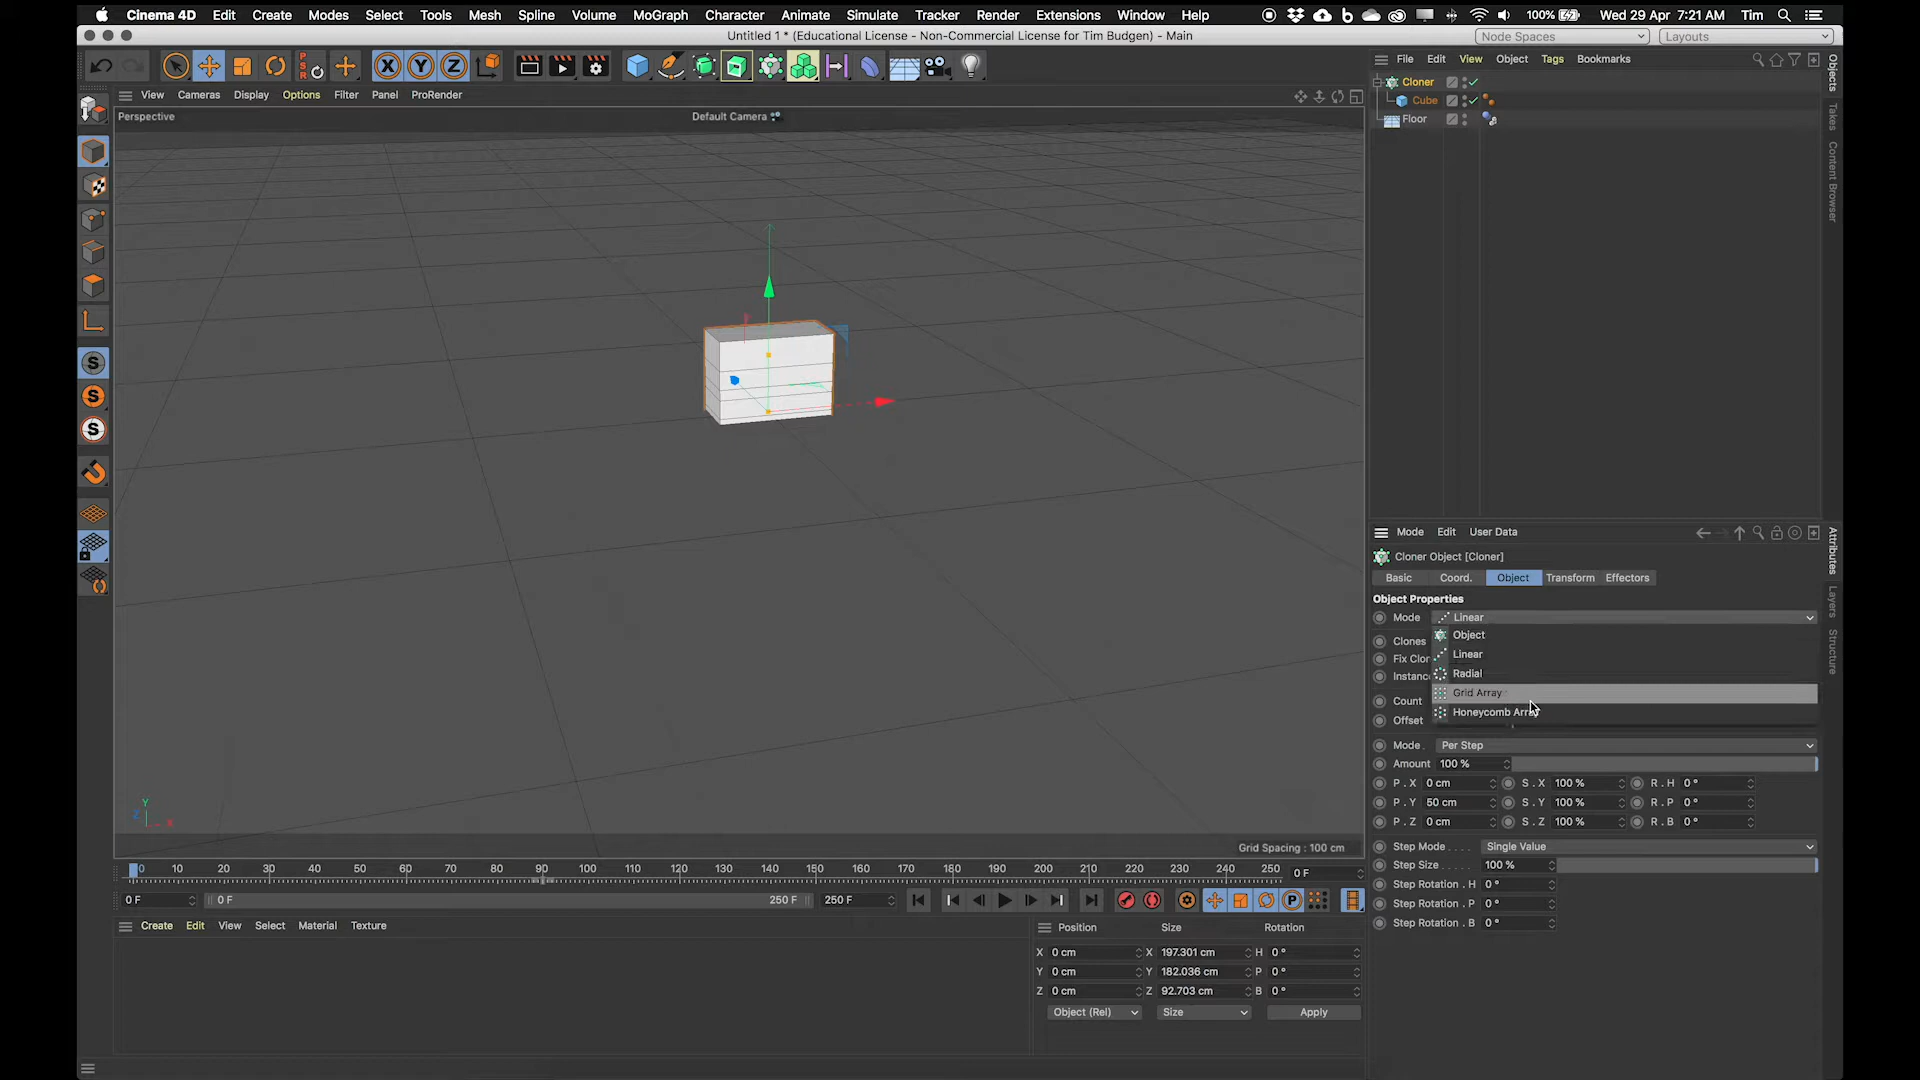 Cinema 4D Edit Create Modes Select Tools Mesh Spline Volume MoGraph Character Animate Simulate Tracker Render Extensions Window Help 100% Wed 29 Apr 7:21 AM Tim
Untitled 1 * (Educational License - Non-Commercial License for Tim Budgen) - Main
Node Spaces Layouts
PSR X Y Z
File Edit View Object Tags Bookmarks
View Cameras Display Options Filter Panel ProRender
Perspective
Default Camera
Cloner
Cube
Floor
Objects
Takes
Content Browser
S
S
S
Y
Z
X
Grid Spacing : 100 cm
Mode Edit User Data
Cloner Object [Cloner]
Basic Coord. Object Transform Effectors
Object Properties
Mode Linear
Clones Object
Fix Clon Linear
Instanc Radial
Count Grid Array
Offset Honeycomb Array
Mode . Per Step
Amount 100 %
P . X 0 cm S . X 100 % R . H 0 °
P . Y 50 cm S . Y 100 % R . P 0 °
P . Z 0 cm S . Z 100 % R . B 0 °
Step Mode . . . . Single Value
Step Size . . . . . 100 %
Step Rotation . H 0 °
Step Rotation . P 0 °
Step Rotation . B 0 °
Attributes
Layers
Structure
0 10 20 30 40 50 60 70 80 90 100 110 120 130 140 150 160 170 180 190 200 210 220 230 240 250 0 F
0 F 0 F 250 F 250 F P
Create Edit View Select Material Texture
Position Size Rotation
X 0 cm X 197.301 cm H 0 °
Y 0 cm Y 182.036 cm P 0 °
Z 0 cm Z 92.703 cm B 0 °
Object (Rel) Size Apply